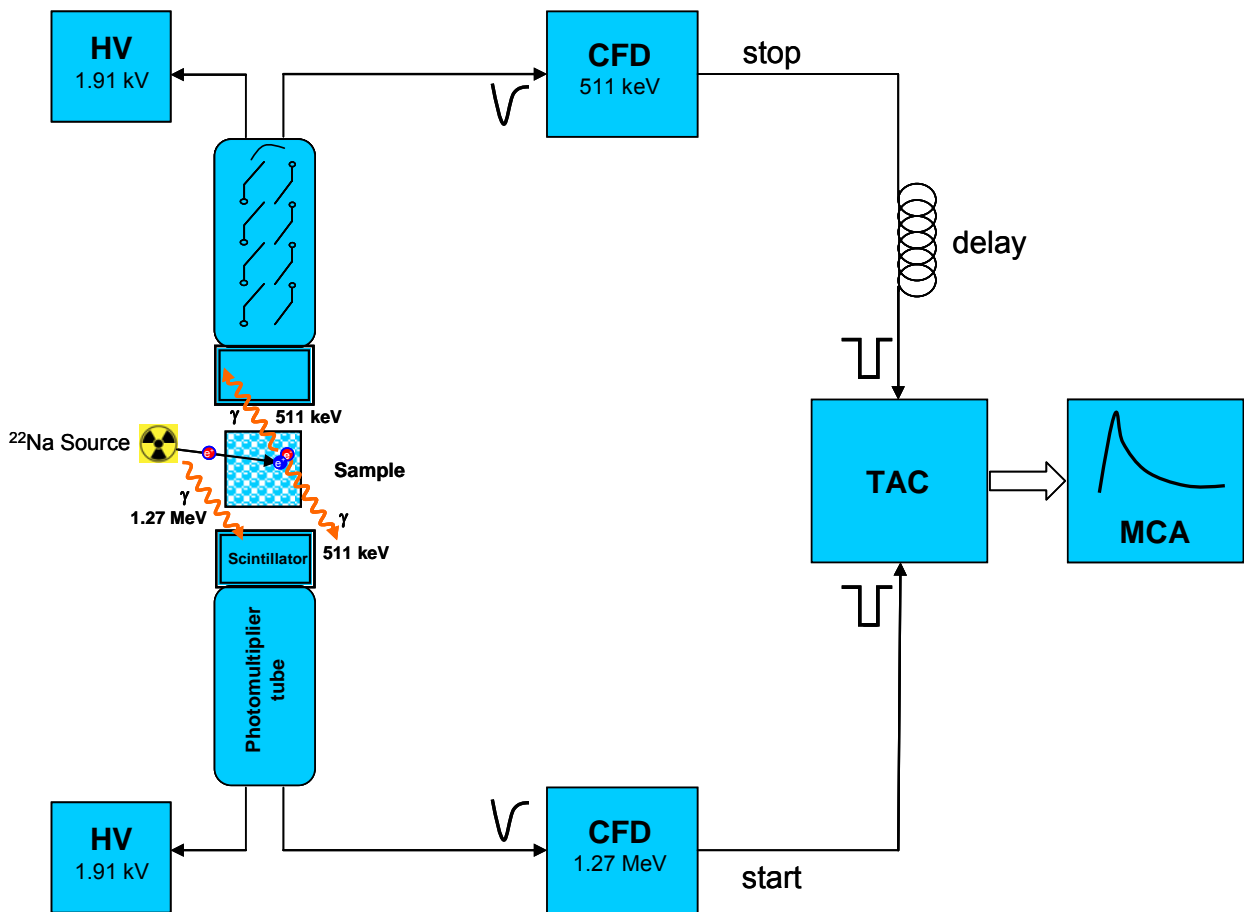 HV
1.91 kV
CFD
511 keV
stop
delay
γ
511 keV
²²Na Source
e⁺
e⁻
e⁺
Sample
γ
1.27 MeV
γ
511 keV
Scintillator
Photomultiplier
tube
TAC
MCA
HV
1.91 kV
CFD
1.27 MeV
start